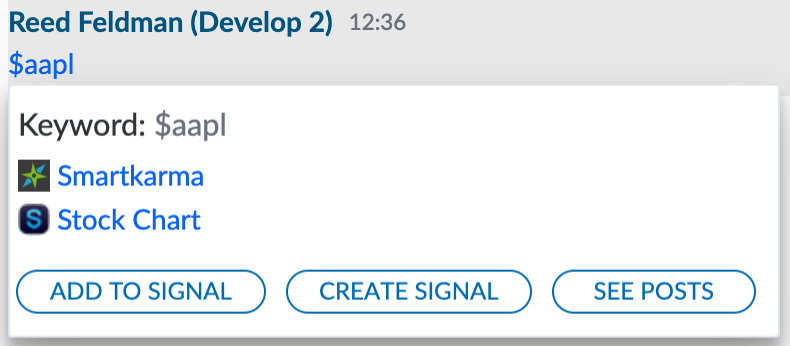 Reed Feldman (Develop 2) 12:36
$aapl
Keyword: $aapl
Smartkarma
S Stock Chart
ADD TO SIGNAL CREATE SIGNAL SEE POSTS